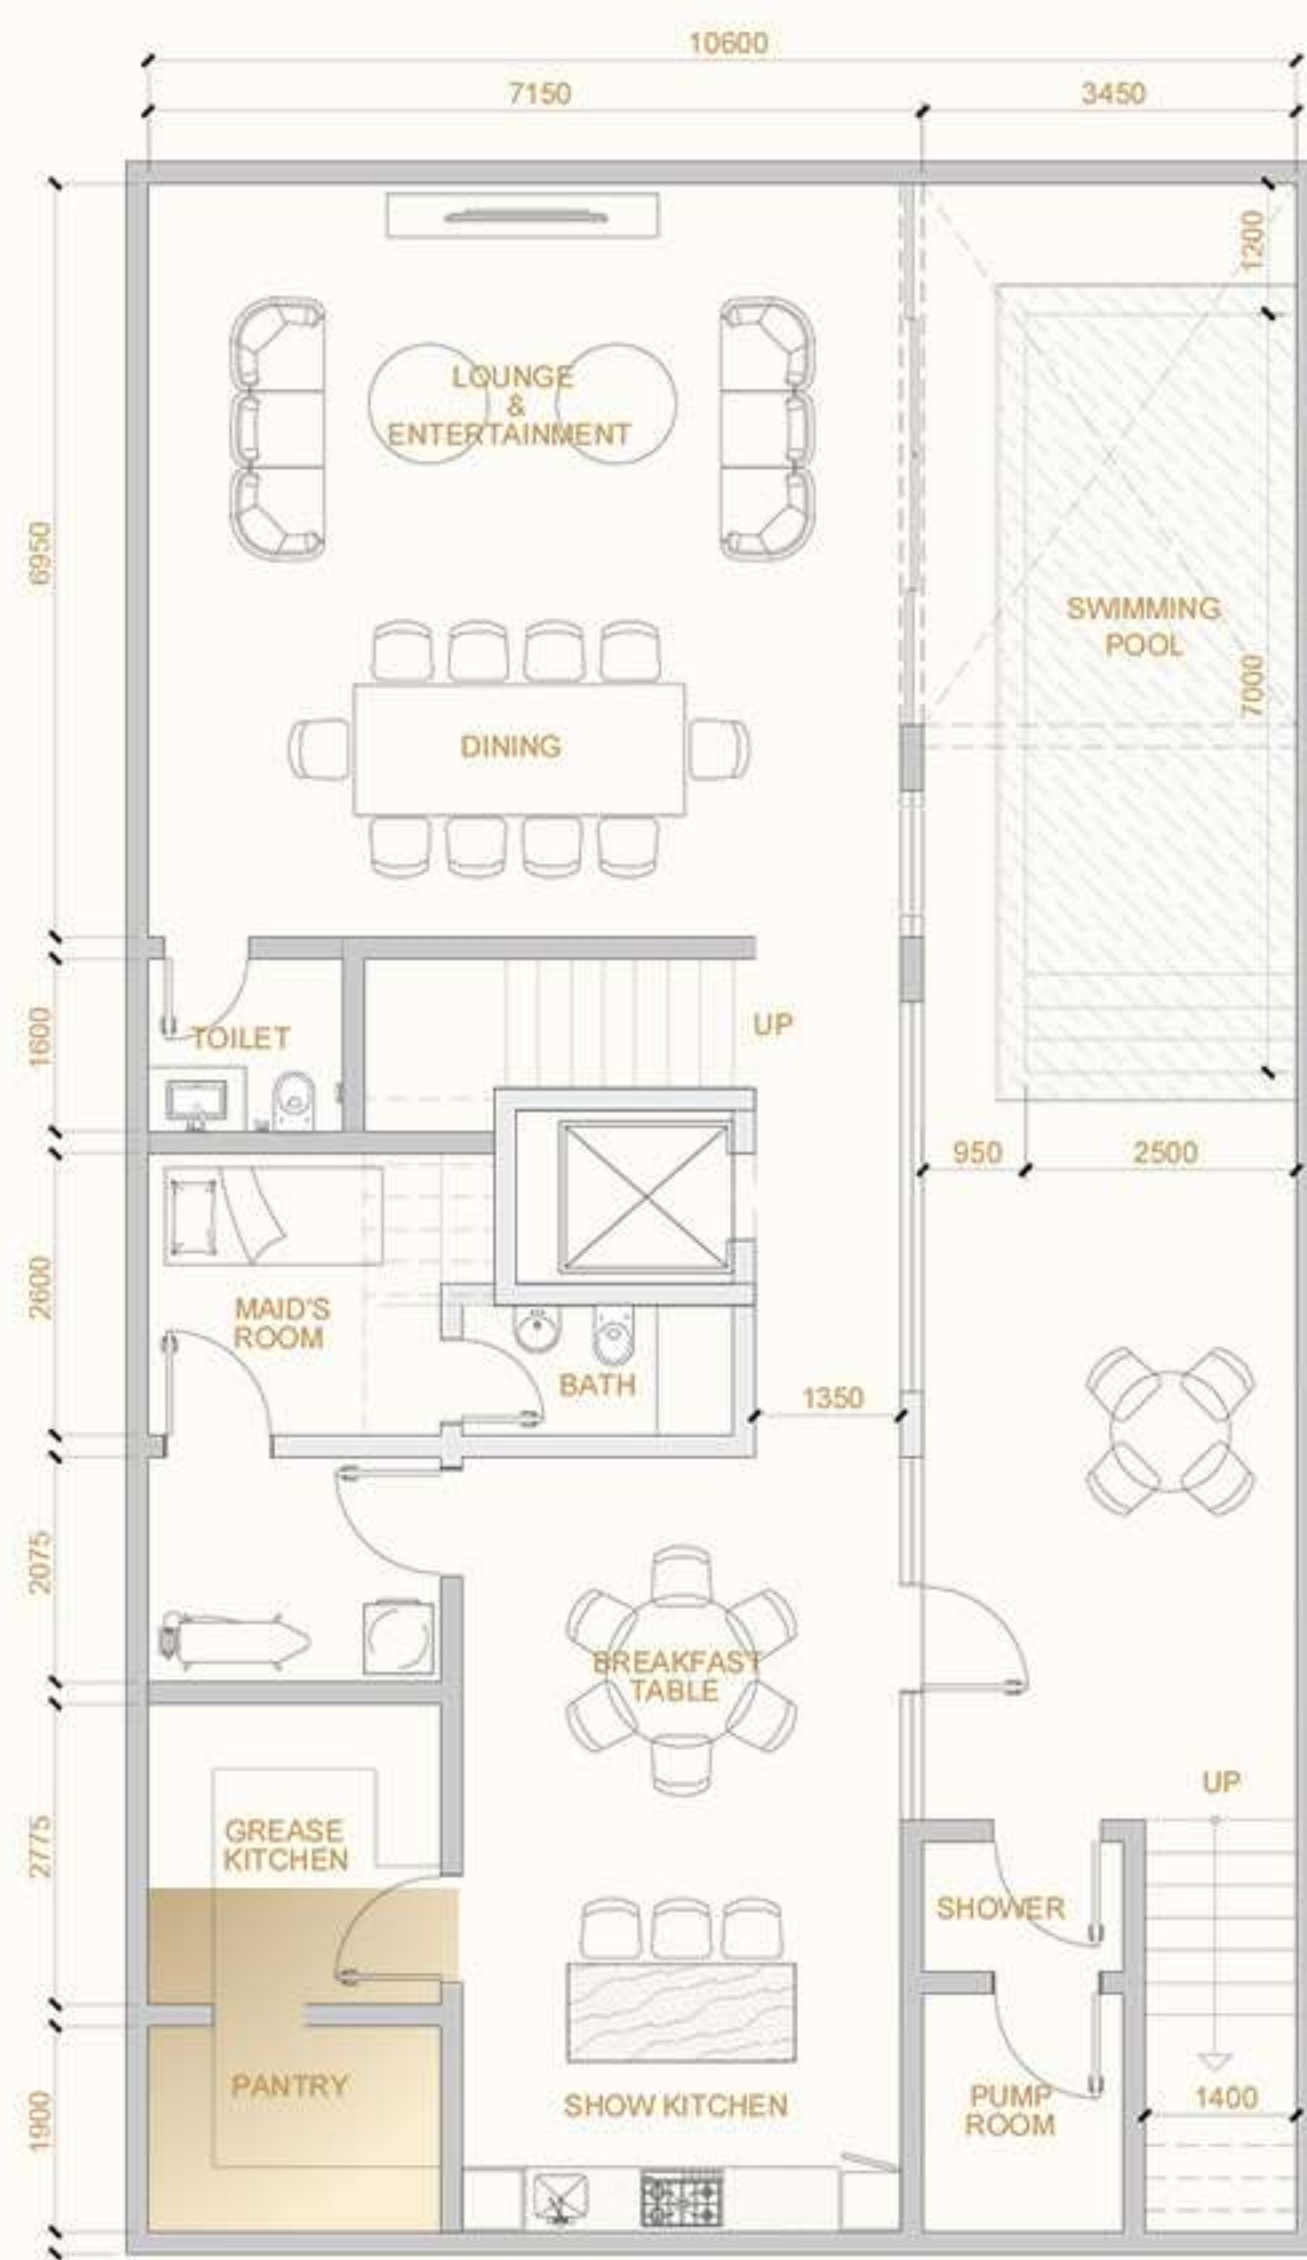 10600
7150
3450
1200
LOUNGE
&
ENTERTAINMENT
6950
SWIMMING
POOL
7000
DINING
1600
TOILET
UP
950
2500
2600
MAID'S
ROOM
BATH
1350
2075
BREAKFAST
TABLE
UP
2775
GREASE
KITCHEN
SHOWER
PANTRY
1900
SHOW KITCHEN
PUMP
ROOM
1400